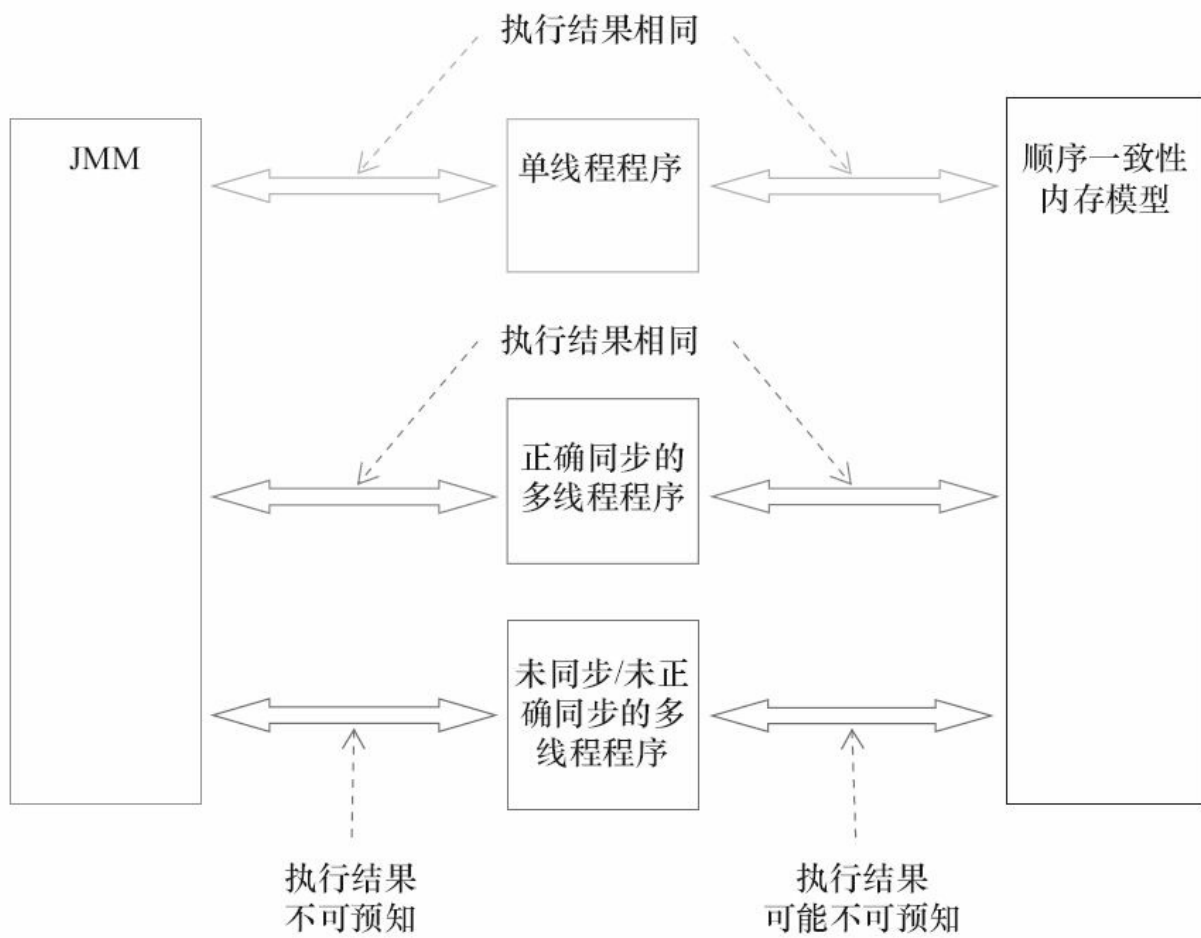 执行结果相同
JMM
单线程程序
顺序一致性
内存模型
执行结果相同
正确同步的
多线程程序
未同步/未正
确同步的多
线程程序
执行结果
不可预知
执行结果
可能不可预知